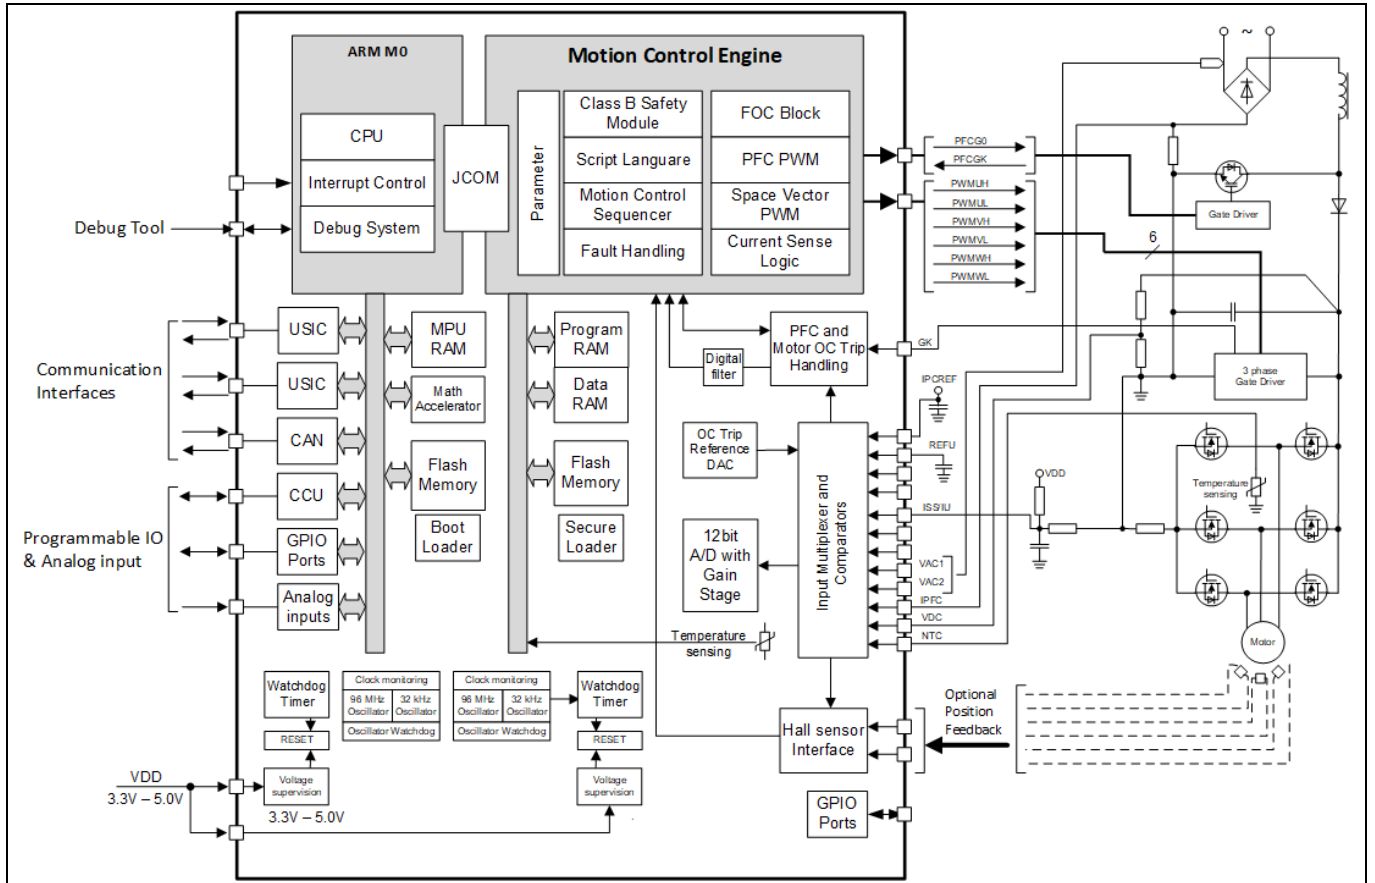 ARM M0
CPU
Interrupt Control
Debug System
JCOM
Motion Control Engine
Parameter
Class B Safety
Module
Script Languare
Motion Control
Sequencer
Fault Handling
FOC Block
PFC PWM
Space Vector
PWM
Current Sense
Logic
Debug Tool
Communication
Interfaces
Programmable IO
& Analog input
USIC
USIC
CAN
CCU
GPIO
Ports
Analog
inputs
MPU
RAM
Math
Accelerator
Flash
Memory
Boot
Loader
Program
RAM
Data
RAM
Flash
Memory
Secure
Loader
Digital
filter
PFC and
Motor OC Trip
Handling
OC Trip
Reference
DAC
12bit
A/D with
Gain
Stage
Input Multiplexer and
Comparators
Temperature
sensing
Hall sensor
Interface
GPIO
Ports
Watchdog
Timer
RESET
Voltage
supervision
3.3V – 5.0V
Clock monitoring
96 MHz
Oscillator
32 kHz
Oscillator
Oscillator Watchdog
Clock monitoring
96 MHz
Oscillator
32 kHz
Oscillator
Oscillator Watchdog
Watchdog
Timer
RESET
Voltage
supervision
VDD
3.3V – 5.0V
PFCG0
PFCGK
PWMUH
PWMUL
PWMVH
PWMVL
PWMWH
PWMWL
6
GK
IPCREF
REFU
ISS/IU
VAC1
VAC2
IPFC
VDC
NTC
VDD
~
Gate Driver
3 phase
Gate Driver
Temperature
sensing
Motor
Optional
Position
Feedback